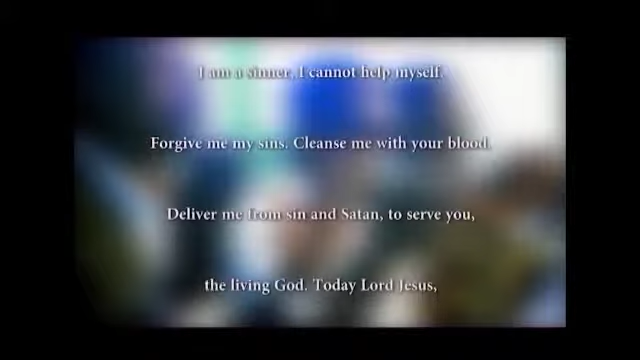 I am a sinner, I cannot help myself.
Forgive me my sins. Cleanse me with your blood.
Deliver me from sin and Satan, to serve you,
the living God. Today Lord Jesus,